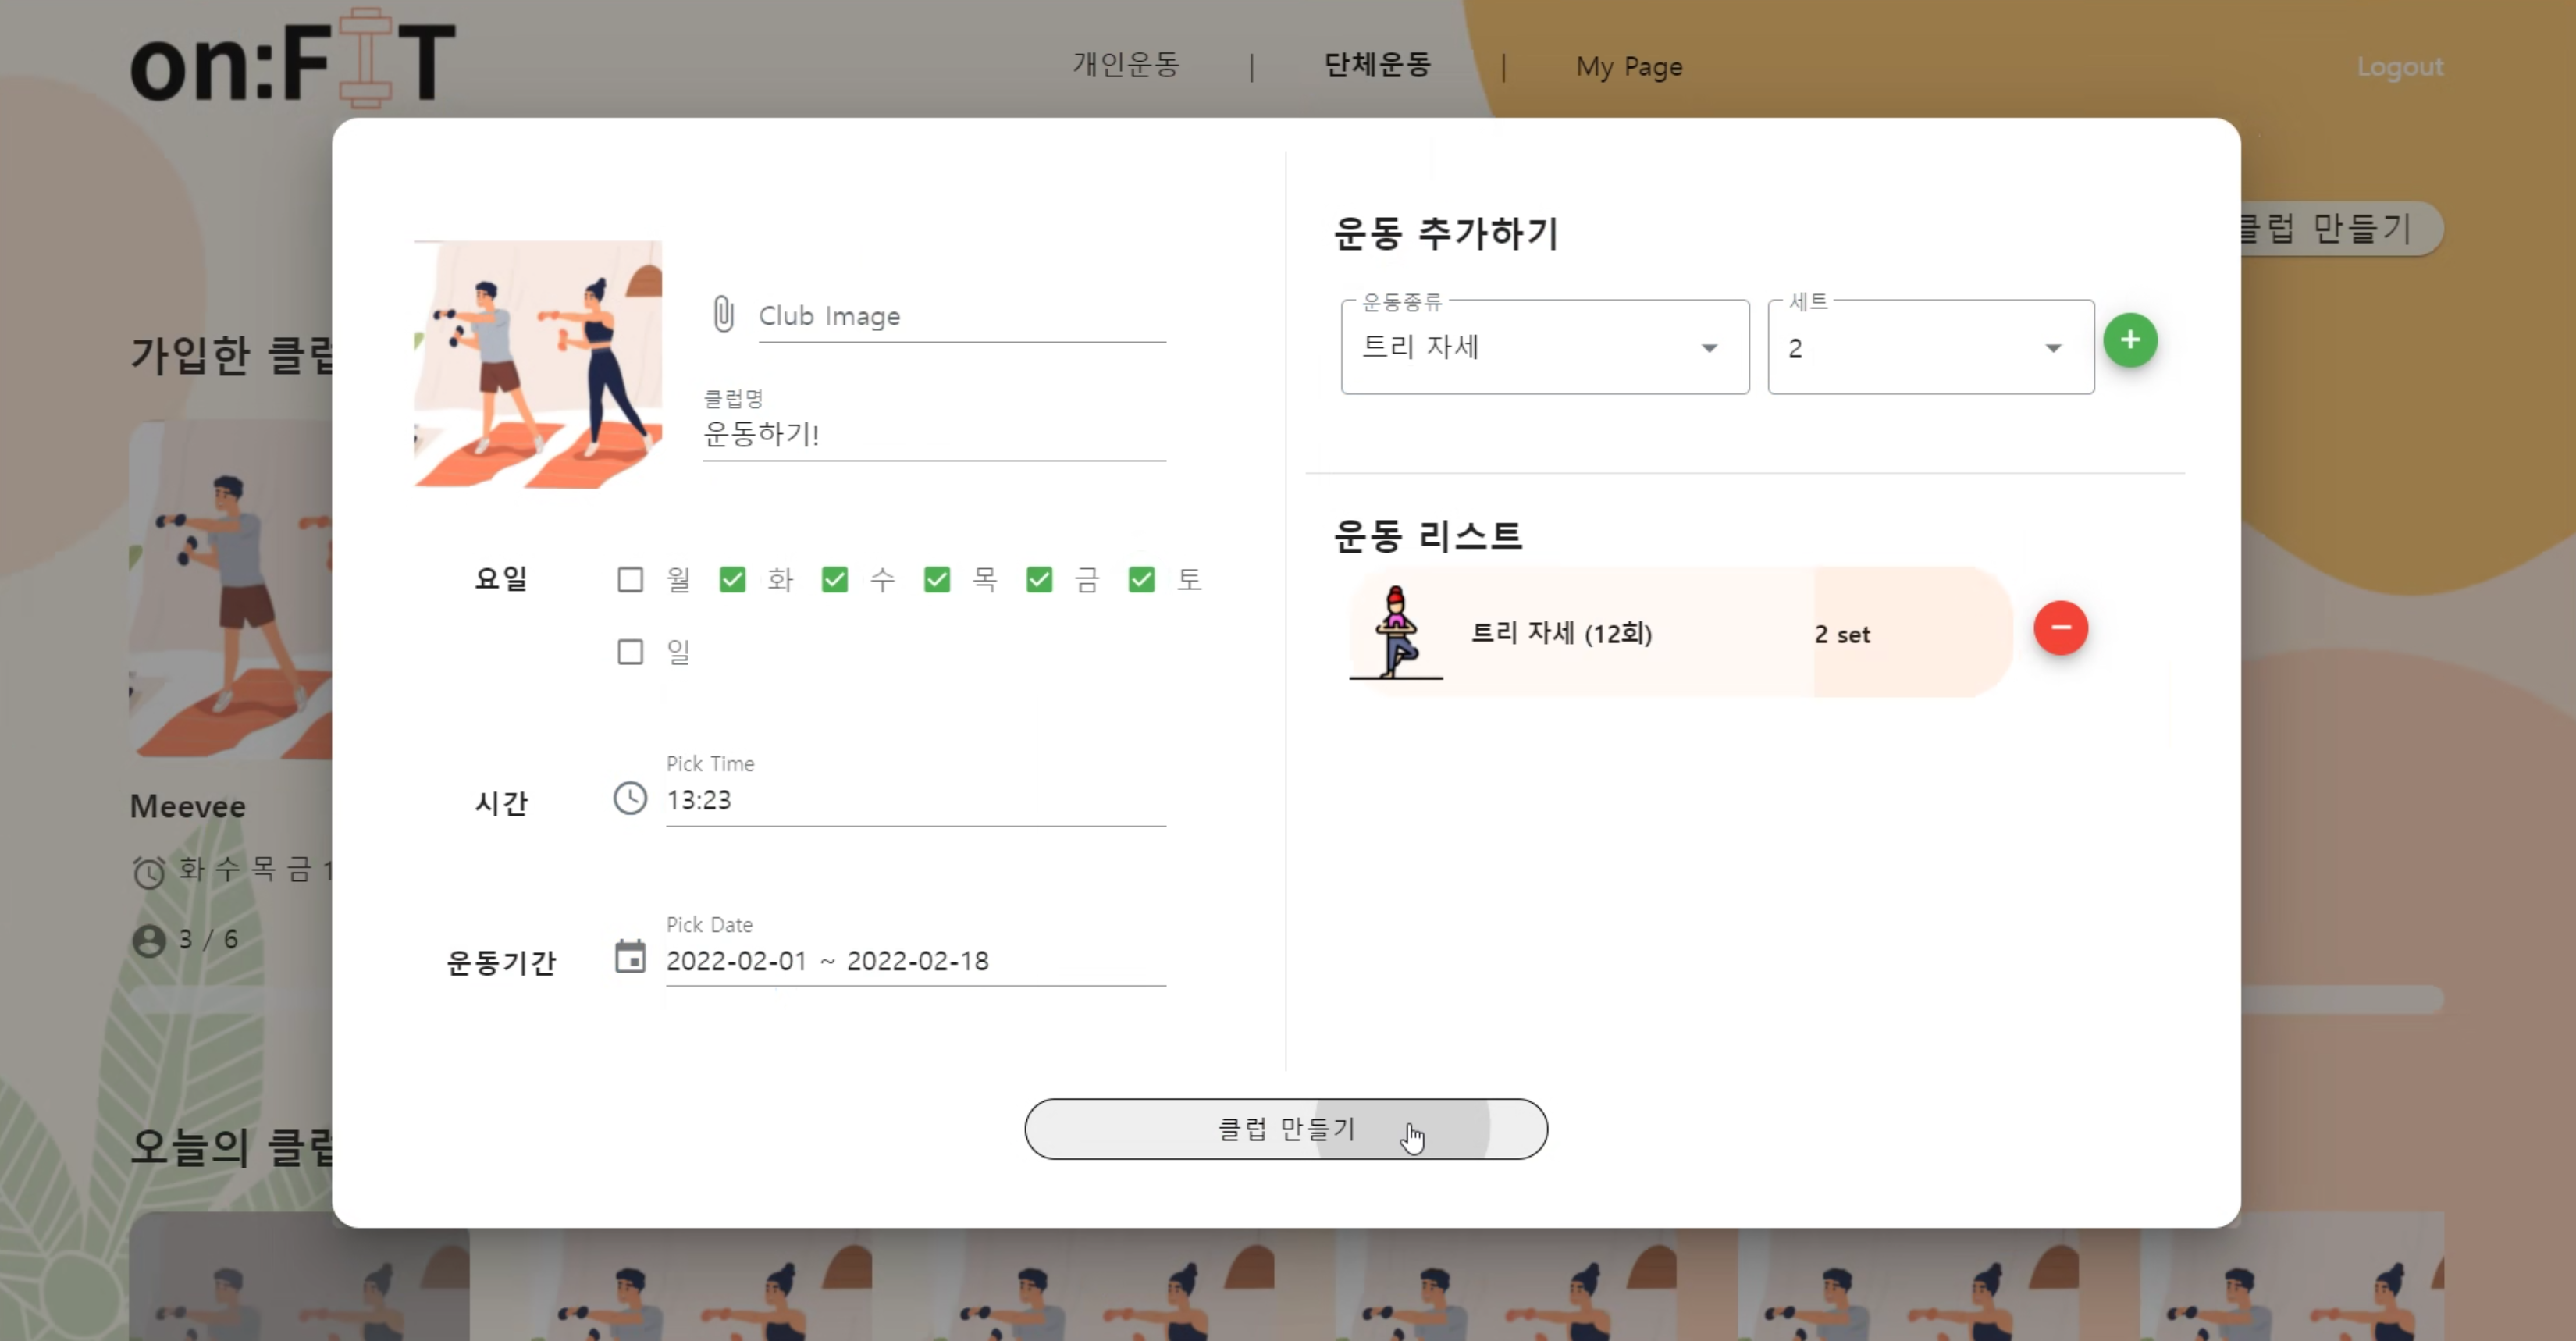 on:FIT
개인운동 | 단체운동 | My Page
Logout
클럽 만들기
가입한 클럽
Meevee
화 수 목 금 1
3 / 6
오늘의 클럽
Club Image
클럽명
운동하기!
요일
월 화 수 목 금 토
일
시간
Pick Time
13:23
운동기간
Pick Date
2022-02-01 ~ 2022-02-18
운동 추가하기
운동종류
트리 자세
세트
2
운동 리스트
트리 자세 (12회)
2 set
클럽 만들기